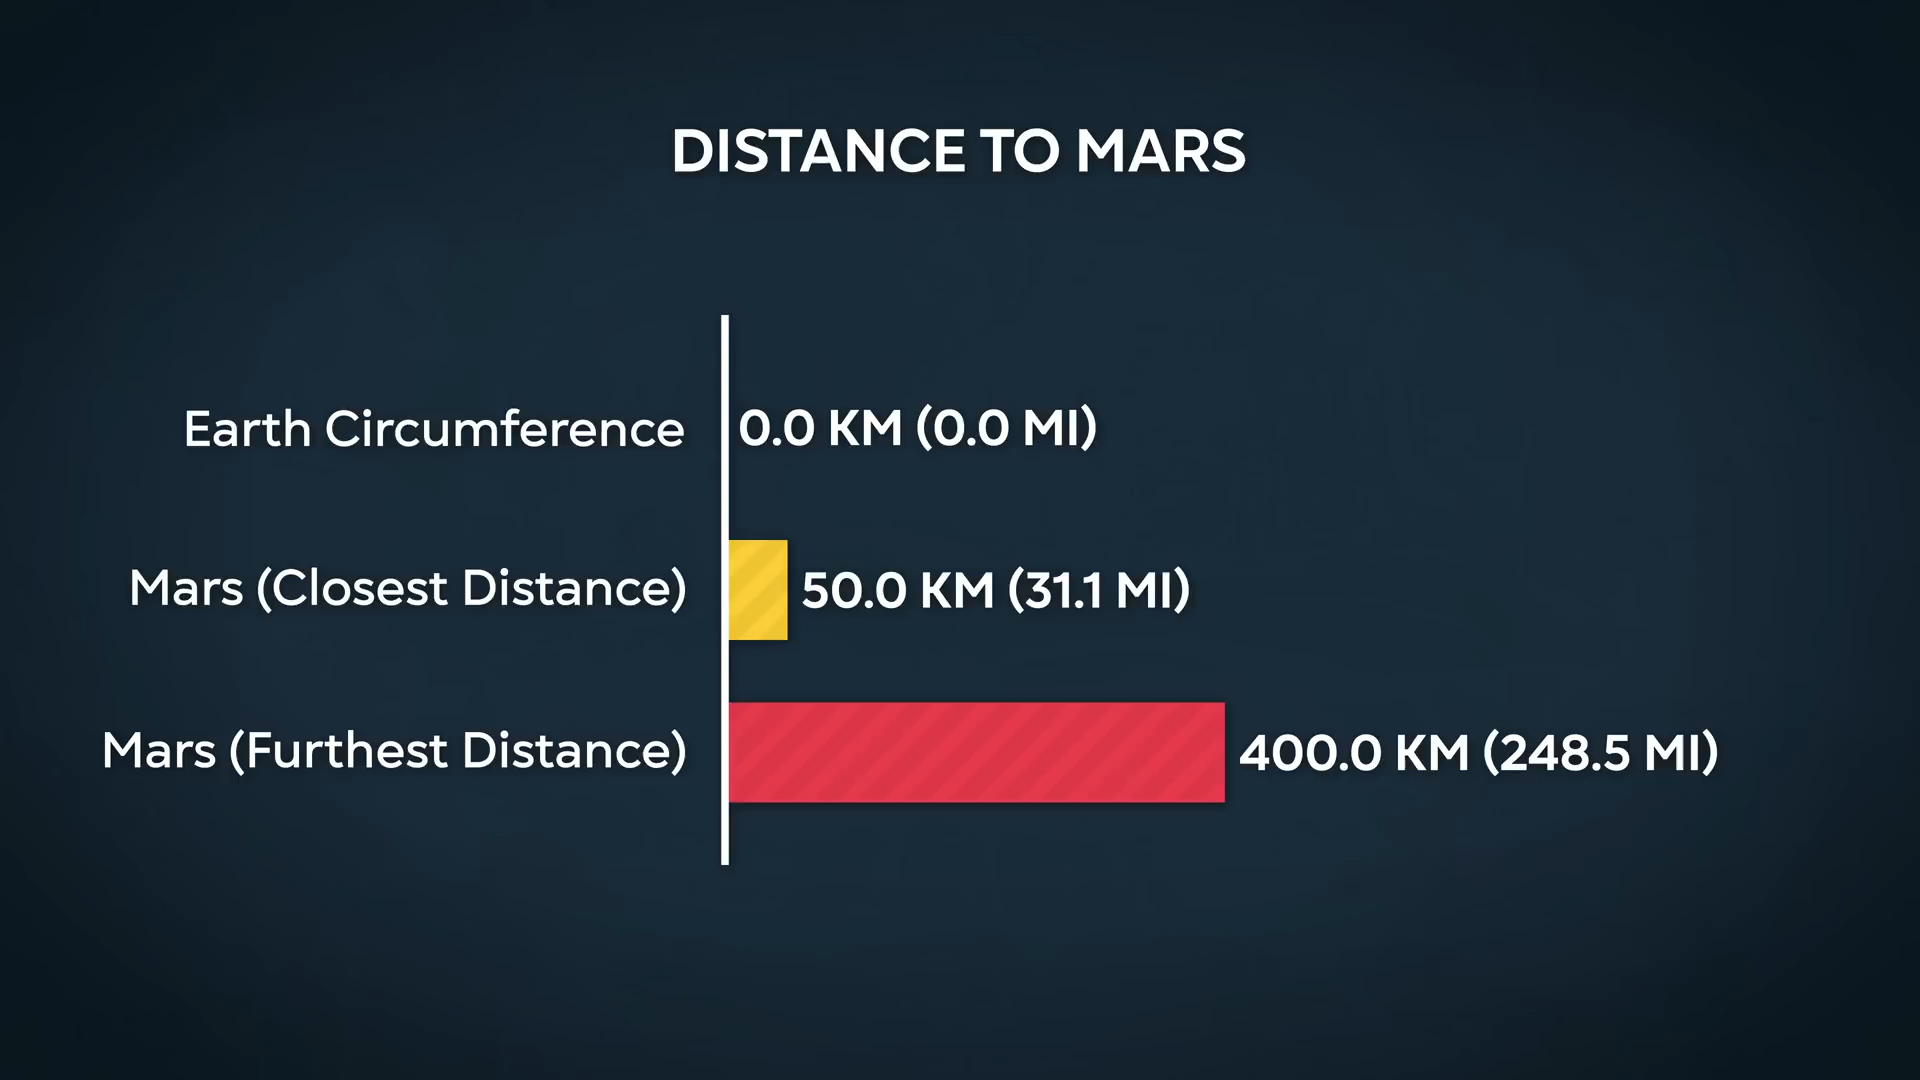 DISTANCE TO MARS
Earth Circumference 0.0 KM (0.0 MI)
Mars (Closest Distance) 50.0 KM (31.1 MI)
Mars (Furthest Distance) 400.0 KM (248.5 MI)